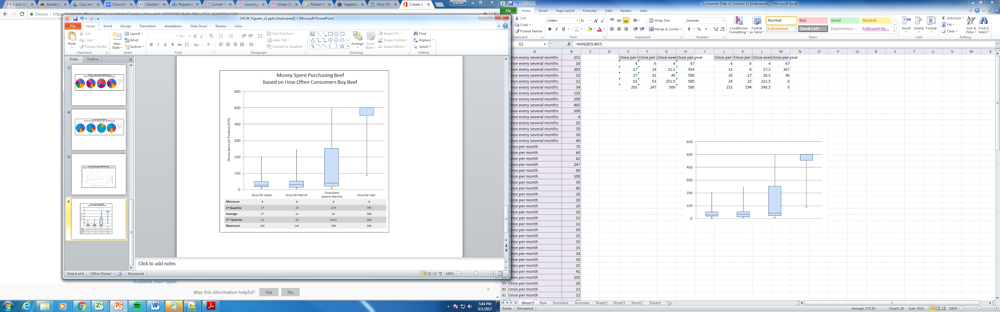 Inbox (13
Garden F
Cass and
Cows for
Candlest
Regressi
Cornell C
Learning
Urban G
Master P
Vegetabl
How Oft
Create a
Graham
Secure
C4CW_Figures_v1.pptx [Autosaved] - Microsoft PowerPoint
File Home Insert Design Transitions Animations Slide Show Review View
Paste
Cut
Copy
Format Painter
Clipboard
New Slide
Layout
Reset
Section
Slides
Font
Text Direction
Align Text
Convert to SmartArt
Paragraph
Arrange
Quick Styles
Shape Fill
Shape Outline
Shape Effects
Drawing
Find
Replace
Select
Editing
Slides Outline
3
4
5
6
Money Spent Purchasing Beef
based on How Often Consumers Buy Beef
Money Spent per Purchase (USD)
600
500
400
300
200
100
0
Once Per Week Once Per Month Once Every Several Months Once Per Year
Minimum 4 6 4 4
1st Quartile 17 14 21.5 454
Average 27 31 40 500
3rd Quartile 51 53 251.5 500
Maximum 203 247 500 500
Click to add notes
Slide 6 of 6 "Office Theme" Recovered 100%
Available chart types
Was this information helpful? Yes No
5:44 PM
6/1/2017
Consumer Data v2 (version 1) [Autosaved] - Microsoft Excel
File Home Insert Page Layout Formulas Data Review View
Cut
Copy
Format Painter
Clipboard
Calibri 11
Font
Wrap Text
Merge & Center
Alignment
General
Number
Conditional Formatting
Format as Table
Normal Bad Good Neutral
Calculation Check Cell Explanatory ... Followed Hy...
Styles
Insert Delete Format
Cells
AutoSum
Fill
Clear
Sort & Filter
Find & Select
Editing
E2 fx =MIN(B55:B97)
A B C D E F G H I J K L M N O P Q R S T U V W X
nce every several months 351 Once per Once per Once ever Once per year Once per Once per Once ever Once per year
nce every several months 18 4 6 4 87 4 6 4 87
nce every several months 303 17 14 21.5 454 13 8 17.5 367
nce every several months 52 27 31 40 500 10 17 18.5 46
nce every several months 12 51 53 251.5 500 24 22 211.5 0
nce every several months 34 203 247 500 500 152 194 248.5 0
nce every several months 135
nce every several months 200
nce every several months 465
nce every several months 500
nce every several months 4
nce every several months 25
nce every several months 25
nce every several months 10
nce every several months 40
nce per month 75
nce per month 60
nce per month 62
nce per month 247
nce per month 60
nce per month 100
nce per month 39
nce per month 45
nce per month 20
nce per month 10
nce per month 20
nce per month 10
nce per month 13
nce per month 11
nce per month 50
nce per month 25
nce per month 55
nce per month 15
nce per month 14
nce per month 50
nce per month 15
nce per month 41
nce per month 101
39 Once per month 20
40 Once per month 13
41 Once per month 12
600
500
400
300
200
100
0
Sheet5 Raw Dummied Dummies Sheet2 Sheet3 Sheet1 Sheet4
Ready Recovered Average: 175.55 Count: 20 Sum: 3511 100%